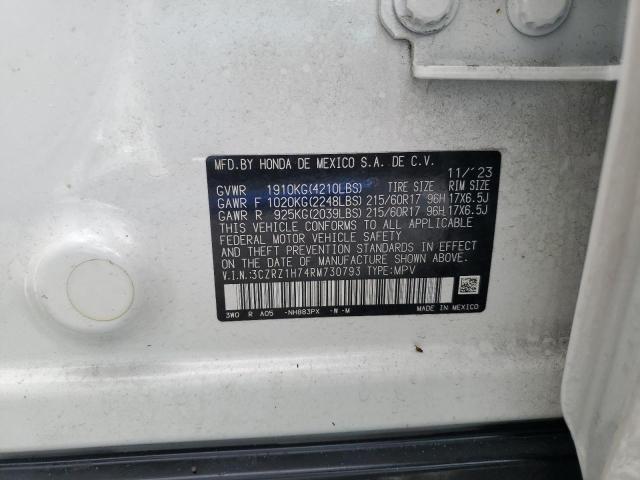 MFD.BY HONDA DE MEXICO S.A. DE C.V.
11/'23
GVWR 1910KG(4210LBS) TIRE SIZE RIM SIZE
GAWR F 1020KG(2248LBS) 215/60R17 96H 17X6.5J
GAWR R 925KG(2039LBS) 215/60R17 96H 17X6.5J
THIS VEHICLE CONFORMS TO ALL APPLICABLE
FEDERAL MOTOR VEHICLE SAFETY
AND THEFT PREVENTION STANDARDS IN EFFECT
ON THE DATE OF MANUFACTURE SHOWN ABOVE.
V.I.N.:3CZRZ1H74RM730793 TYPE:MPV
3W0 R A05 -NH883PX -N -M MADE IN MEXICO